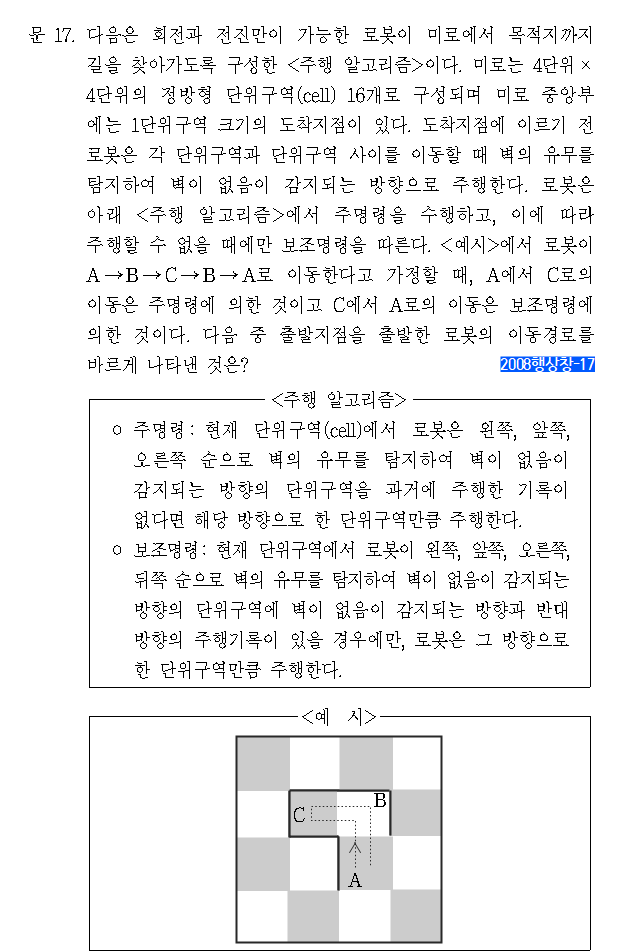 문 17. 다음은 회전과 전진만이 가능한 로봇이 미로에서 목적지까지
길을 찾아가도록 구성한 <주행 알고리즘>이다. 미로는 4단위×
4단위의 정방형 단위구역(cell) 16개로 구성되며 미로 중앙부
에는 1단위구역 크기의 도착지점이 있다. 도착지점에 이르기 전
로봇은 각 단위구역과 단위구역 사이를 이동할 때 벽의 유무를
탐지하여 벽이 없음이 감지되는 방향으로 주행한다. 로봇은
아래 <주행 알고리즘>에서 주명령을 수행하고, 이에 따라
주행할 수 없을 때에만 보조명령을 따른다. <예시>에서 로봇이
A→B→C→B→A로 이동한다고 가정할 때, A에서 C로의
이동은 주명령에 의한 것이고 C에서 A로의 이동은 보조명령에
의한 것이다. 다음 중 출발지점을 출발한 로봇의 이동경로를
바르게 나타낸 것은? 2008행상창-17
<주행 알고리즘>
○ 주명령: 현재 단위구역(cell)에서 로봇은 왼쪽, 앞쪽,
오른쪽 순으로 벽의 유무를 탐지하여 벽이 없음이
감지되는 방향의 단위구역을 과거에 주행한 기록이
없다면 해당 방향으로 한 단위구역만큼 주행한다.
○ 보조명령: 현재 단위구역에서 로봇이 왼쪽, 앞쪽, 오른쪽,
뒤쪽 순으로 벽의 유무를 탐지하여 벽이 없음이 감지되는
방향의 단위구역에 벽이 없음이 감지되는 방향과 반대
방향의 주행기록이 있을 경우에만, 로봇은 그 방향으로
한 단위구역만큼 주행한다.
<예 시>
B
C
A